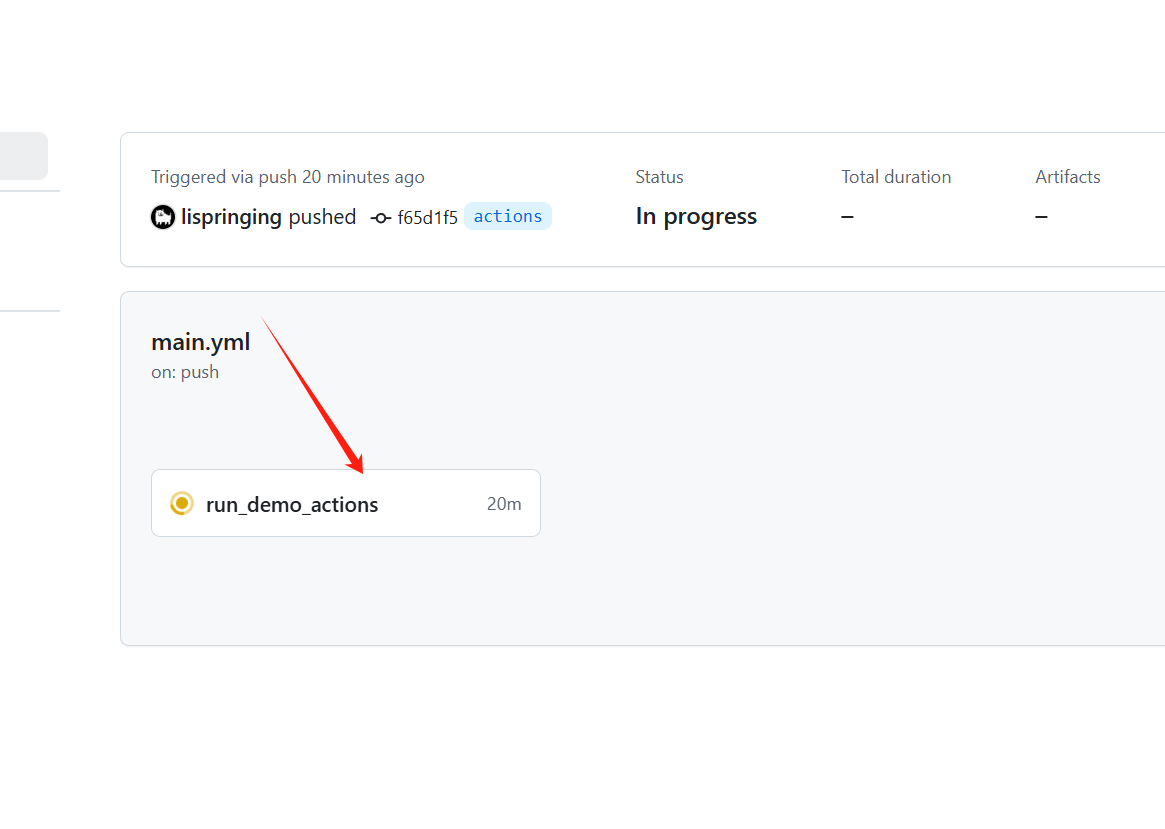 Triggered via push 20 minutes ago
lispringing pushed f65d1f5 actions
Status
In progress
Total duration
–
Artifacts
–
main.yml
on: push
run_demo_actions 20m